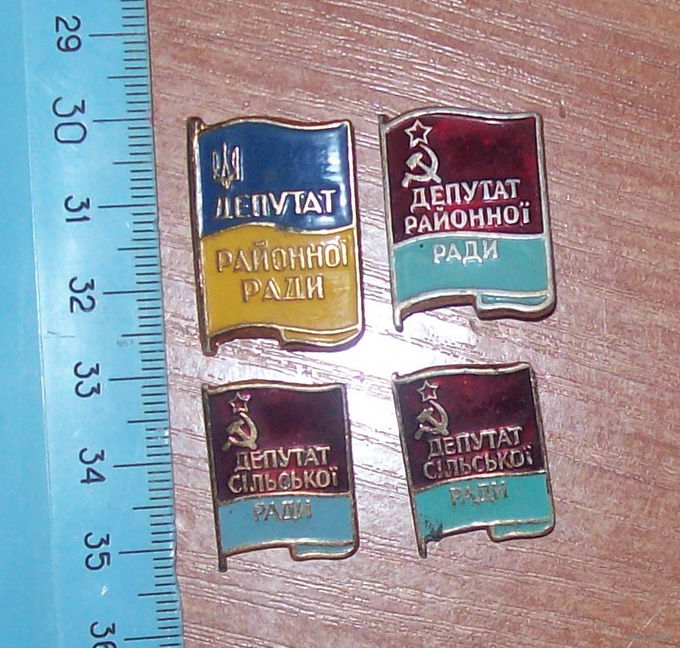 29
30
31
32
33
34
35
36
ДЕПУТАТ
РАЙОННОЇ
РАДИ
ДЕПУТАТ
РАЙОННОЇ
РАДИ
ДЕПУТАТ
СІЛЬСЬКОЇ
РАДИ
ДЕПУТАТ
СІЛЬСЬКОЇ
РАДИ